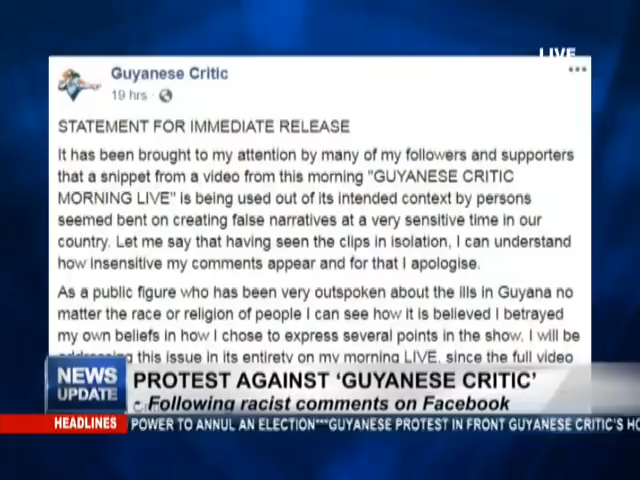 LIVE
Guyanese Critic
19 hrs ·
STATEMENT FOR IMMEDIATE RELEASE
It has been brought to my attention by many of my followers and supporters
that a snippet from a video from this morning "GUYANESE CRITIC
MORNING LIVE" is being used out of its intended context by persons
seemed bent on creating false narratives at a very sensitive time in our
country. Let me say that having seen the clips in isolation, I can understand
how insensitive my comments appear and for that I apologise.
As a public figure who has been very outspoken about the ills in Guyana no
matter the race or religion of people I can see how it is believed I betrayed
my own beliefs in how I chose to express several points in the show. I will be
this issue in its entirety on my morning LIVE, since the full video
NEWS
UPDATE
PROTEST AGAINST 'GUYANESE CRITIC'
- Following racist comments on Facebook
HEADLINES
POWER TO ANNUL AN ELECTION***GUYANESE PROTEST IN FRONT GUYANESE CRITIC'S HO